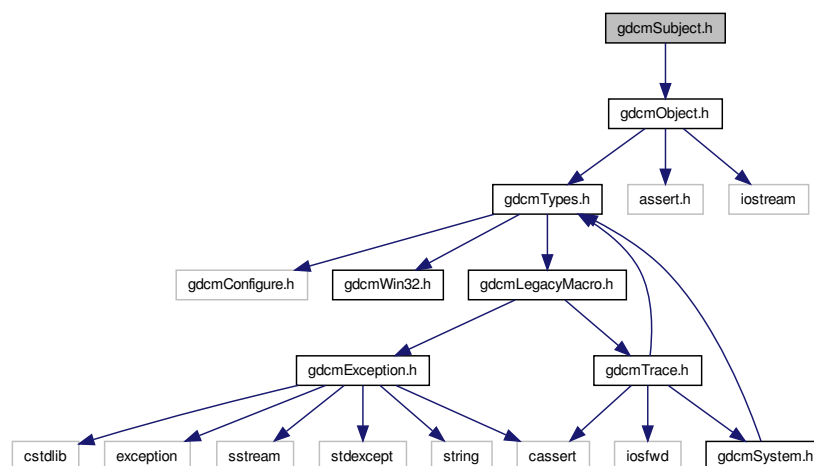 gdcmSubject.h
gdcmObject.h
gdcmTypes.h
assert.h
iostream
gdcmConfigure.h
gdcmWin32.h
gdcmLegacyMacro.h
gdcmException.h
gdcmTrace.h
cstdlib
exception
sstream
stdexcept
string
cassert
iosfwd
gdcmSystem.h